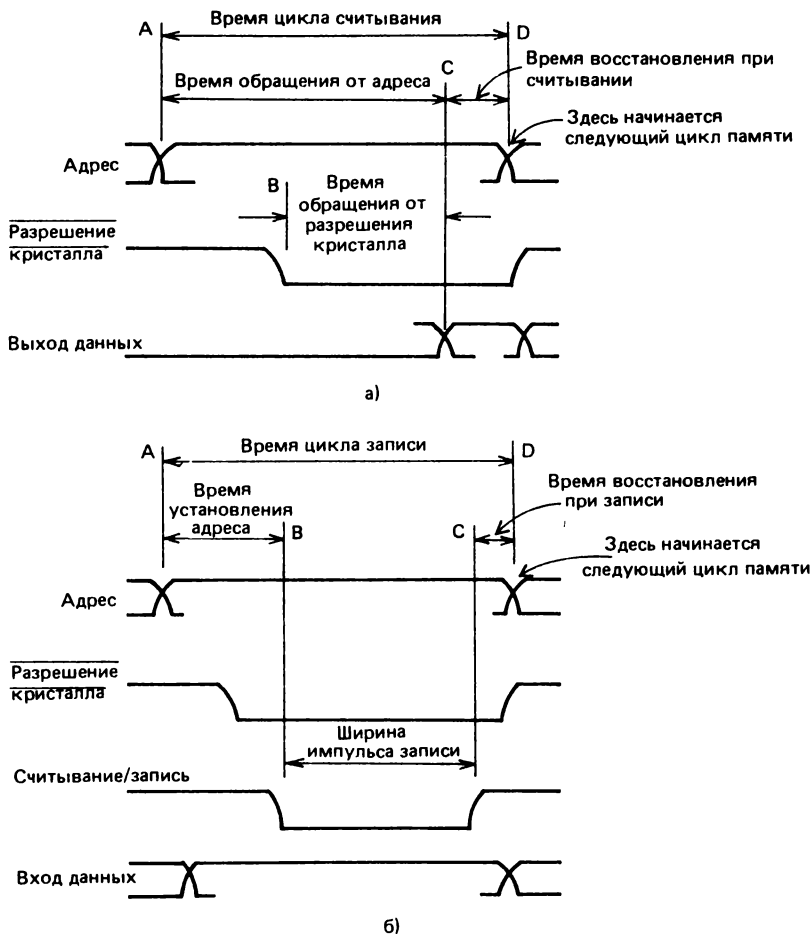 A
Время цикла считывания
D
Время обращения от адреса
C
Время восстановления при
считывании
Здесь начинается
следующий цикл памяти
Адрес
B
Время
обращения от
разрешения
кристалла
Разрешение
кристалла
Выход данных
а)
A
Время цикла записи
D
Время
установления
адреса
B
C
Время восстановления
при записи
Здесь начинается
следующий цикл памяти
Адрес
Разрешение
кристалла
Ширина
импульса записи
Считывание/запись
Вход данных
б)